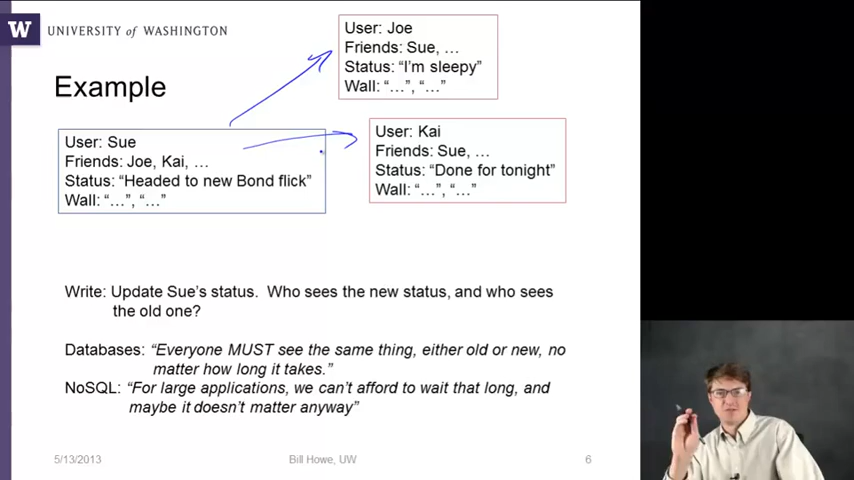 W UNIVERSITY of WASHINGTON
User: Joe
Friends: Sue, …
Status: “I’m sleepy”
Wall: “…”, “…”
Example
User: Sue
Friends: Joe, Kai, …
Status: “Headed to new Bond flick”
Wall: “…”, “…”
User: Kai
Friends: Sue, …
Status: “Done for tonight”
Wall: “…”, “…”
Write: Update Sue’s status. Who sees the new status, and who sees
the old one?
Databases: “Everyone MUST see the same thing, either old or new, no
matter how long it takes.”
NoSQL: “For large applications, we can’t afford to wait that long, and
maybe it doesn’t matter anyway”
5/13/2013
Bill Howe, UW
6